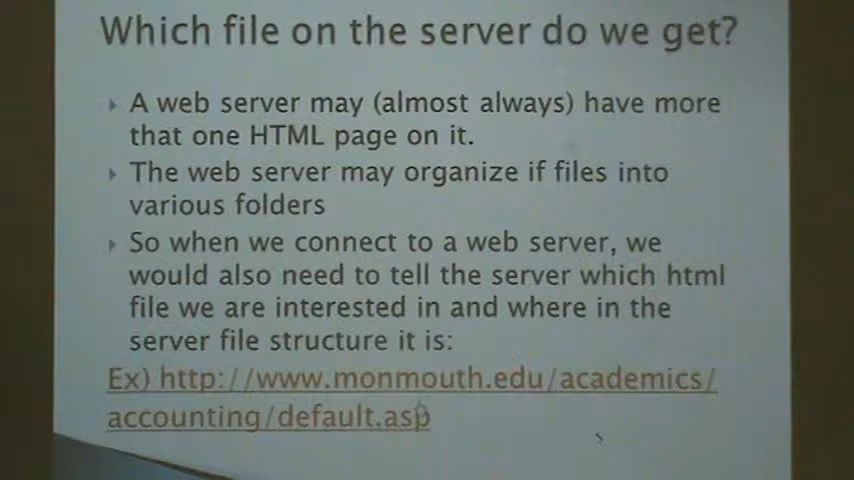 Which file on the server do we get?
A web server may (almost always) have more
that one HTML page on it.
The web server may organize if files into
various folders
So when we connect to a web server, we
would also need to tell the server which html
file we are interested in and where in the
server file structure it is:
Ex) http://www.monmouth.edu/academics/
accounting/default.asp